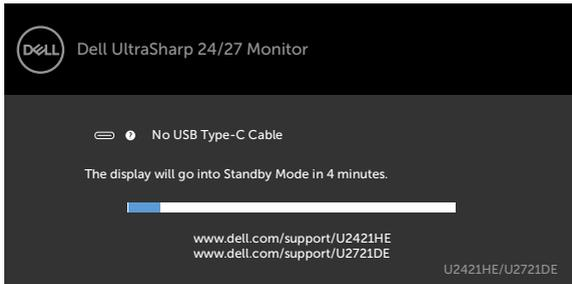 DELL
Dell UltraSharp 24/27 Monitor
? No USB Type-C Cable
The display will go into Standby Mode in 4 minutes.
www.dell.com/support/U2421HE
www.dell.com/support/U2721DE
U2421HE/U2721DE